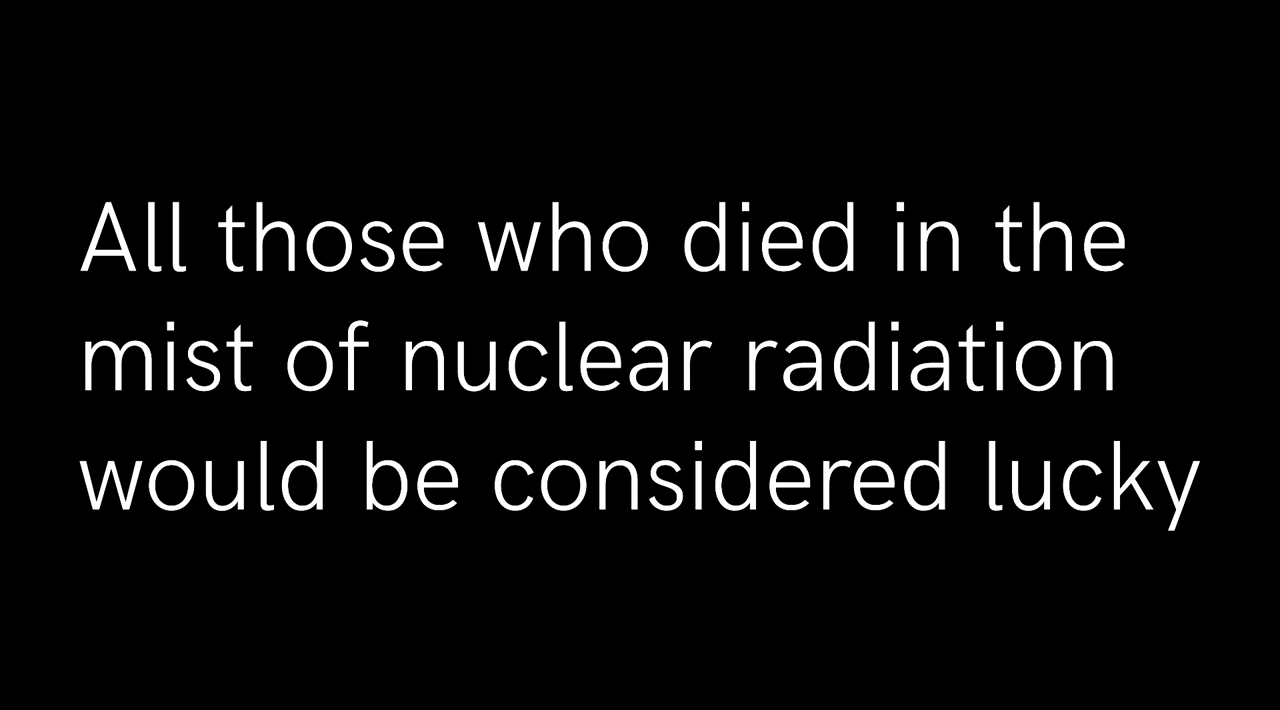 All those who died in the
mist of nuclear radiation
would be considered lucky